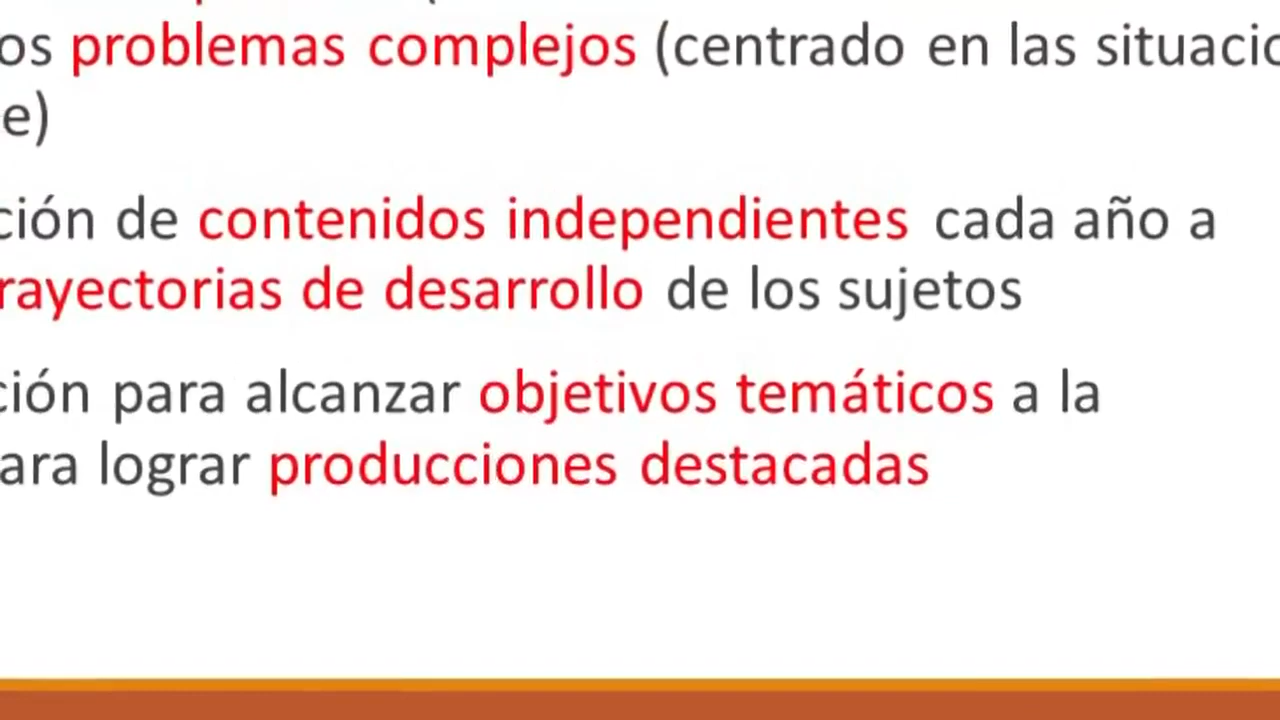 os problemas complejos (centrado en las situacio
e)
ción de contenidos independientes cada año a
rayectorias de desarrollo de los sujetos
ción para alcanzar objetivos temáticos a la
ara lograr producciones destacadas